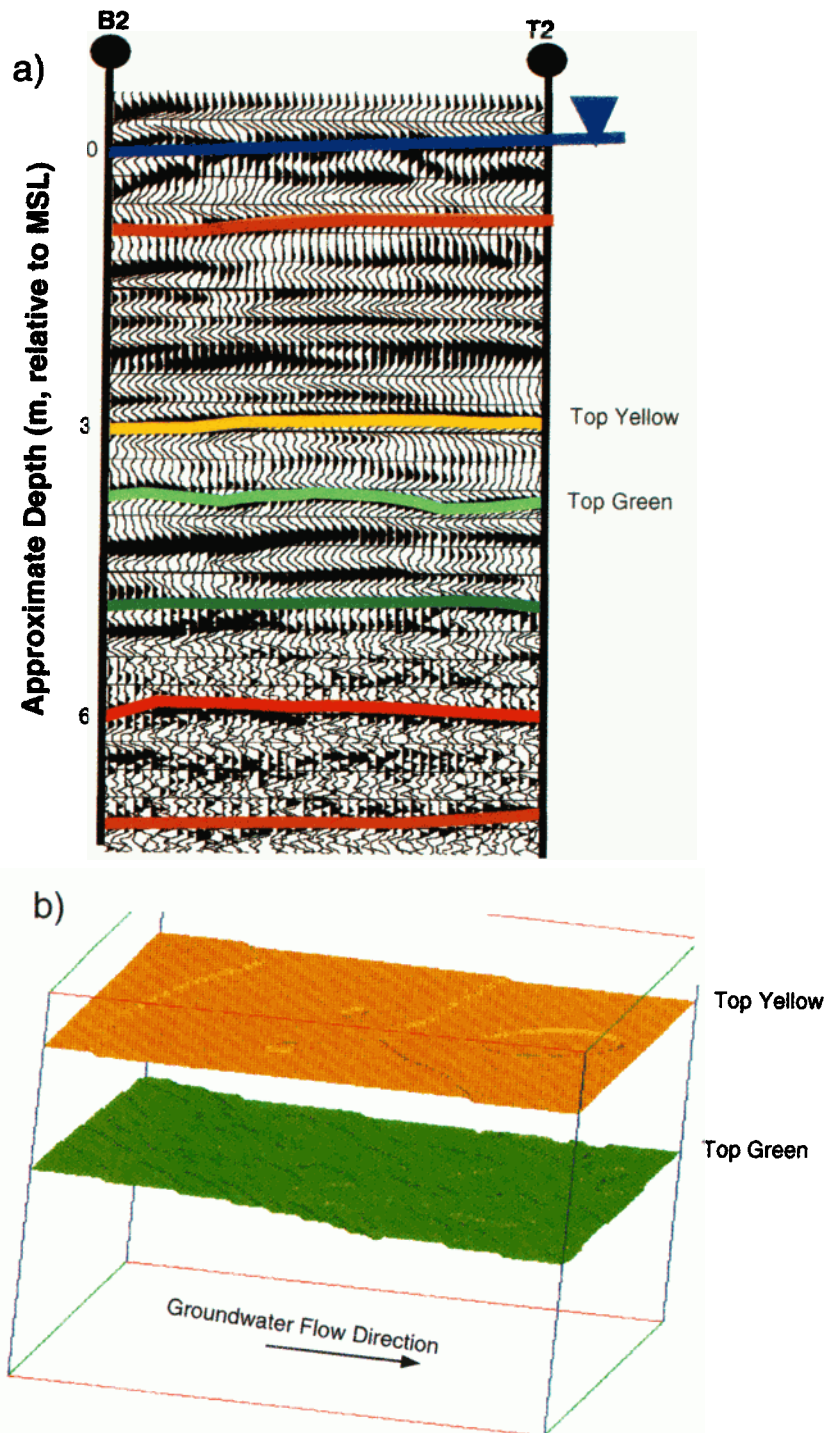 B2
T2
a)
0
Approximate Depth (m, relative to MSL)
3
Top Yellow
Top Green
6
b)
Top Yellow
Top Green
Groundwater Flow Direction